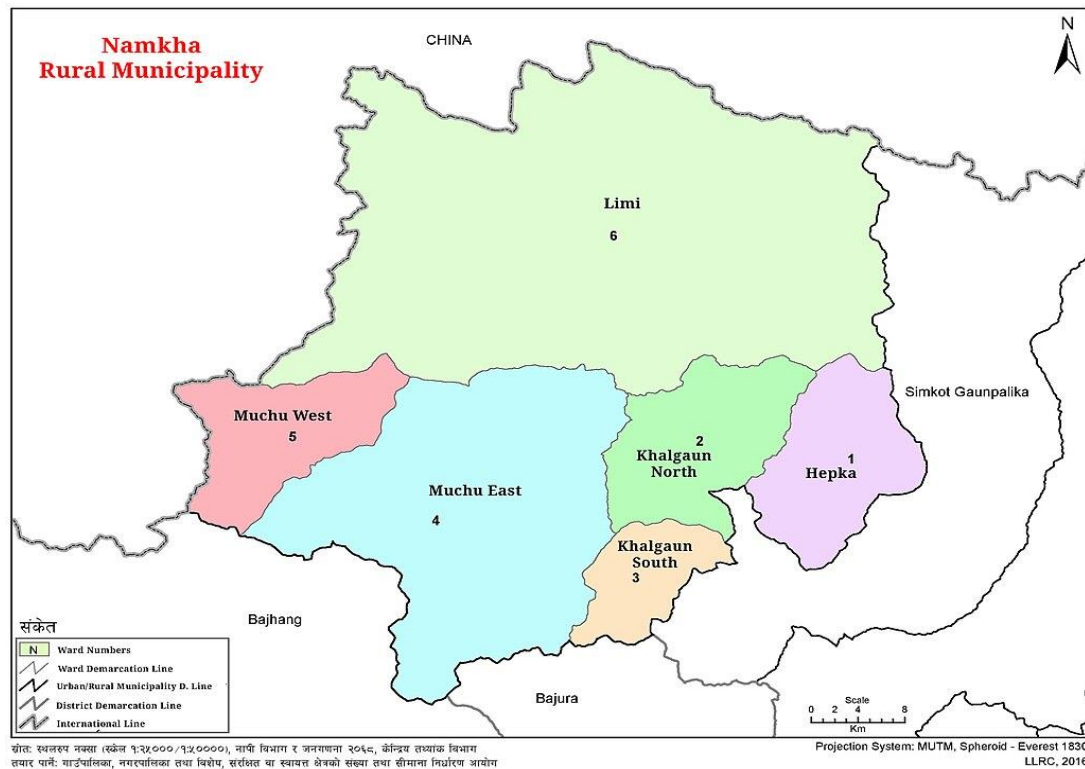 Namkha
Rural Municipality
CHINA
N
Limi
6
Muchu West
5
Simkot Gaunpalika
2
Khalgaun
North
1
Hepka
Muchu East
4
Khalgaun
South
3
Bajhang
Bajura
संकेत
N Ward Numbers
Ward Demarcation Line
Urban/Rural Municipality D. Line
District Demarcation Line
International Line
Scale
0 2 4 8
Km
स्रोत: स्थलरुप नक्सा (स्केल १:२५००० /१:५००००), नापी विभाग र जनगणना २०६८, केन्द्रिय तथ्यांक विभाग
तयार पार्ने: गाउँपालिका, नगरपालिका तथा विशेष, संरक्षित वा स्वायत्त क्षेत्रको संख्या तथा सीमाना निर्धारण आयोग
Projection System: MUTM, Spheroid - Everest 1830
LLRC, 2016